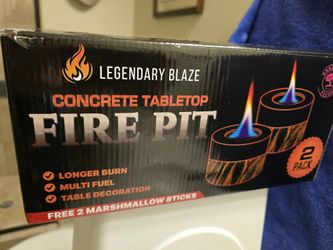 LEGENDARY BLAZE
CONCRETE TABLETOP
FIRE PIT
LONGER BURN
MULTI FUEL
TABLE DECORATION
FREE 2 MARSHMALLOW STICKS
2
PACK